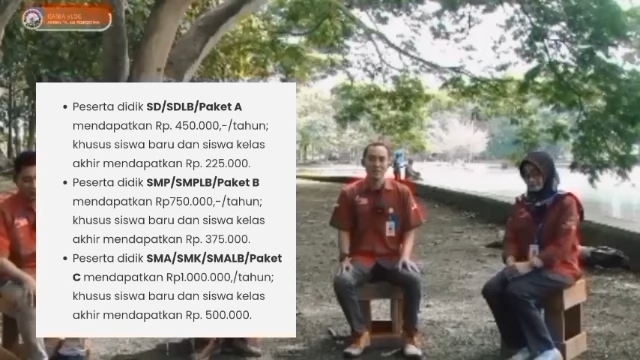 • Peserta didik SD/SDLB/Paket A
mendapatkan Rp. 450.000,-/tahun;
khusus siswa baru dan siswa kelas
akhir mendapatkan Rp. 225.000.
• Peserta didik SMP/SMPLB/Paket B
mendapatkan Rp750.000,-/tahun;
khusus siswa baru dan siswa kelas
akhir mendapatkan Rp. 375.000.
• Peserta didik SMA/SMK/SMALB/Paket
C mendapatkan Rp1.000.000,/tahun;
khusus siswa baru dan siswa kelas
akhir mendapatkan Rp. 500.000.